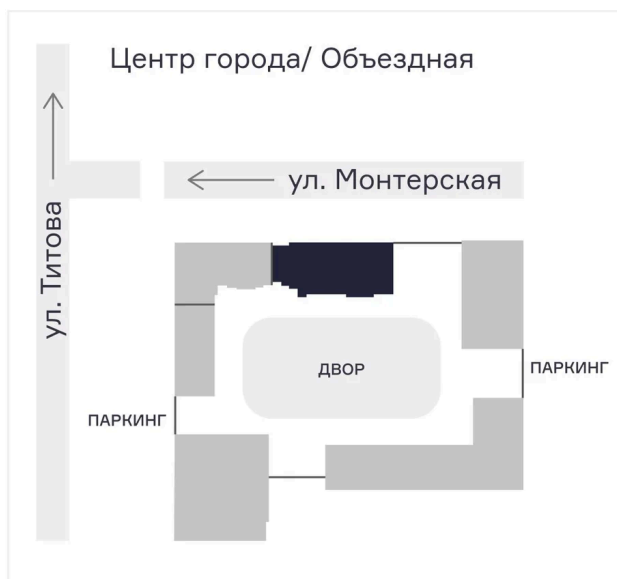 Центр города/ Объездная
ул. Монтерская
ул. Титова
ДВОР
ПАРКИНГ
ПАРКИНГ